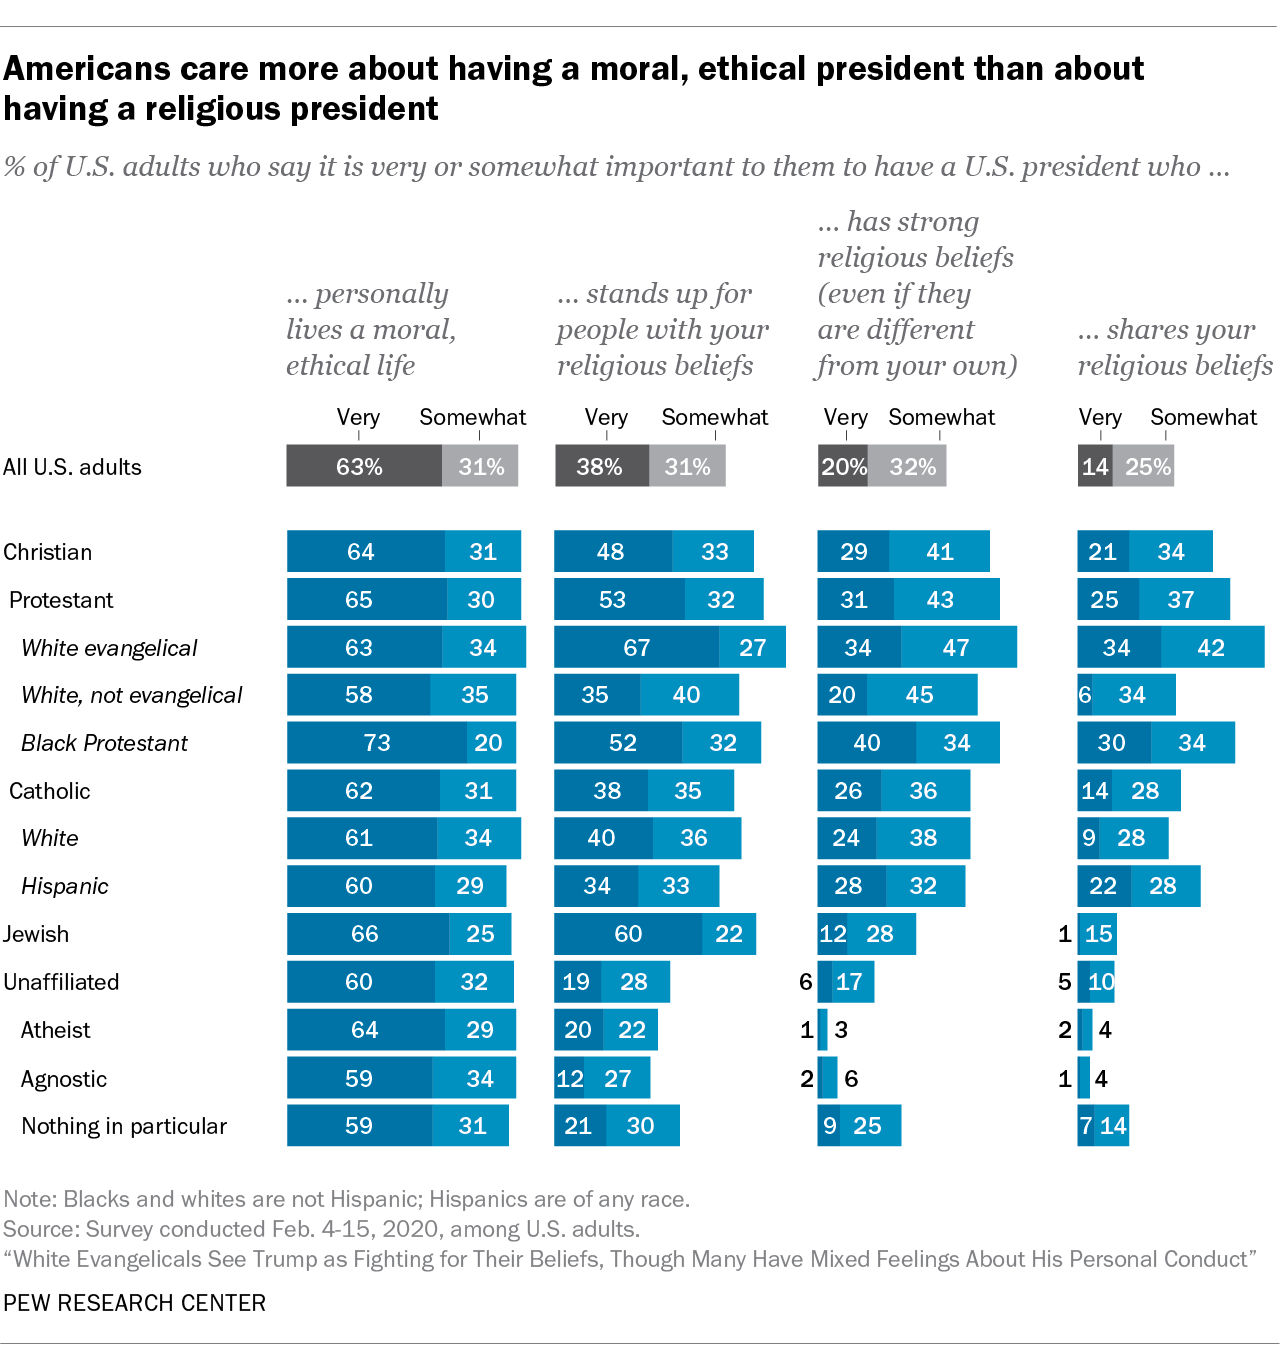 Americans care more about having a moral, ethical president than about
having a religious president
% of U.S. adults who say it is very or somewhat important to them to have a U.S. president who ...
... personally
lives a moral,
ethical life
... stands up for
people with your
religious beliefs
... has strong
religious beliefs
(even if they
are different
from your own)
... shares your
religious beliefs
Very Somewhat Very Somewhat Very Somewhat Very Somewhat
All U.S. adults 63% 31% 38% 31% 20% 32% 14 25%
Christian 64 31 48 33 29 41 21 34
Protestant 65 30 53 32 31 43 25 37
White evangelical 63 34 67 27 34 47 34 42
White, not evangelical 58 35 35 40 20 45 6 34
Black Protestant 73 20 52 32 40 34 30 34
Catholic 62 31 38 35 26 36 14 28
White 61 34 40 36 24 38 9 28
Hispanic 60 29 34 33 28 32 22 28
Jewish 66 25 60 22 12 28 1 15
Unaffiliated 60 32 19 28 6 17 5 10
Atheist 64 29 20 22 1 3 2 4
Agnostic 59 34 12 27 2 6 1 4
Nothing in particular 59 31 21 30 9 25 7 14
Note: Blacks and whites are not Hispanic; Hispanics are of any race.
Source: Survey conducted Feb. 4-15, 2020, among U.S. adults.
“White Evangelicals See Trump as Fighting for Their Beliefs, Though Many Have Mixed Feelings About His Personal Conduct”
PEW RESEARCH CENTER